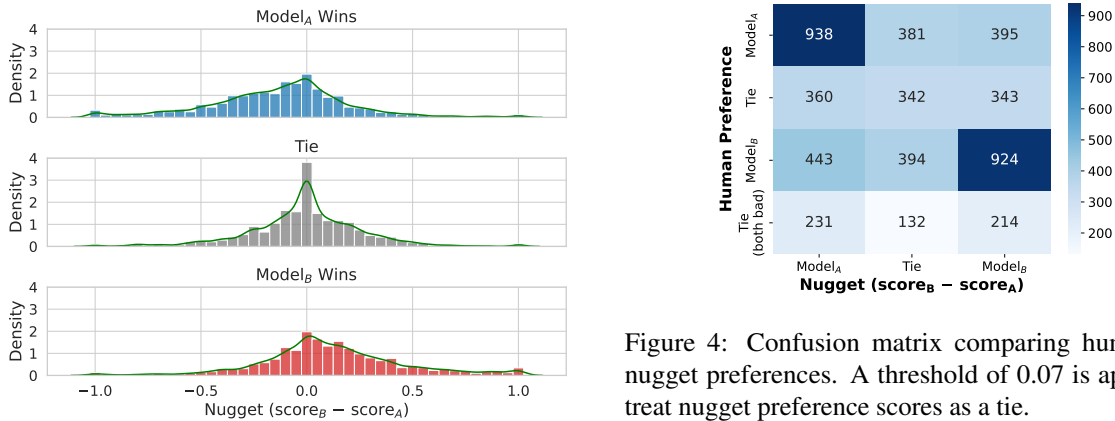 Model_A Wins
4
3
2
1
0
Density
Tie
4
3
2
1
0
Density
Model_B Wins
4
3
2
1
0
Density
−1.0 −0.5 0.0 0.5 1.0
Nugget (score_B − score_A)
Human Preference
Model_A 938 381 395
Tie 360 342 343
Model_B 443 394 924
Tie
(both bad) 231 132 214
Model_A Tie Model_B
Nugget (score_B − score_A)
900
800
700
600
500
400
300
200
Figure 4: Confusion matrix comparing hu
nugget preferences. A threshold of 0.07 is
treat nugget preference scores as a tie.